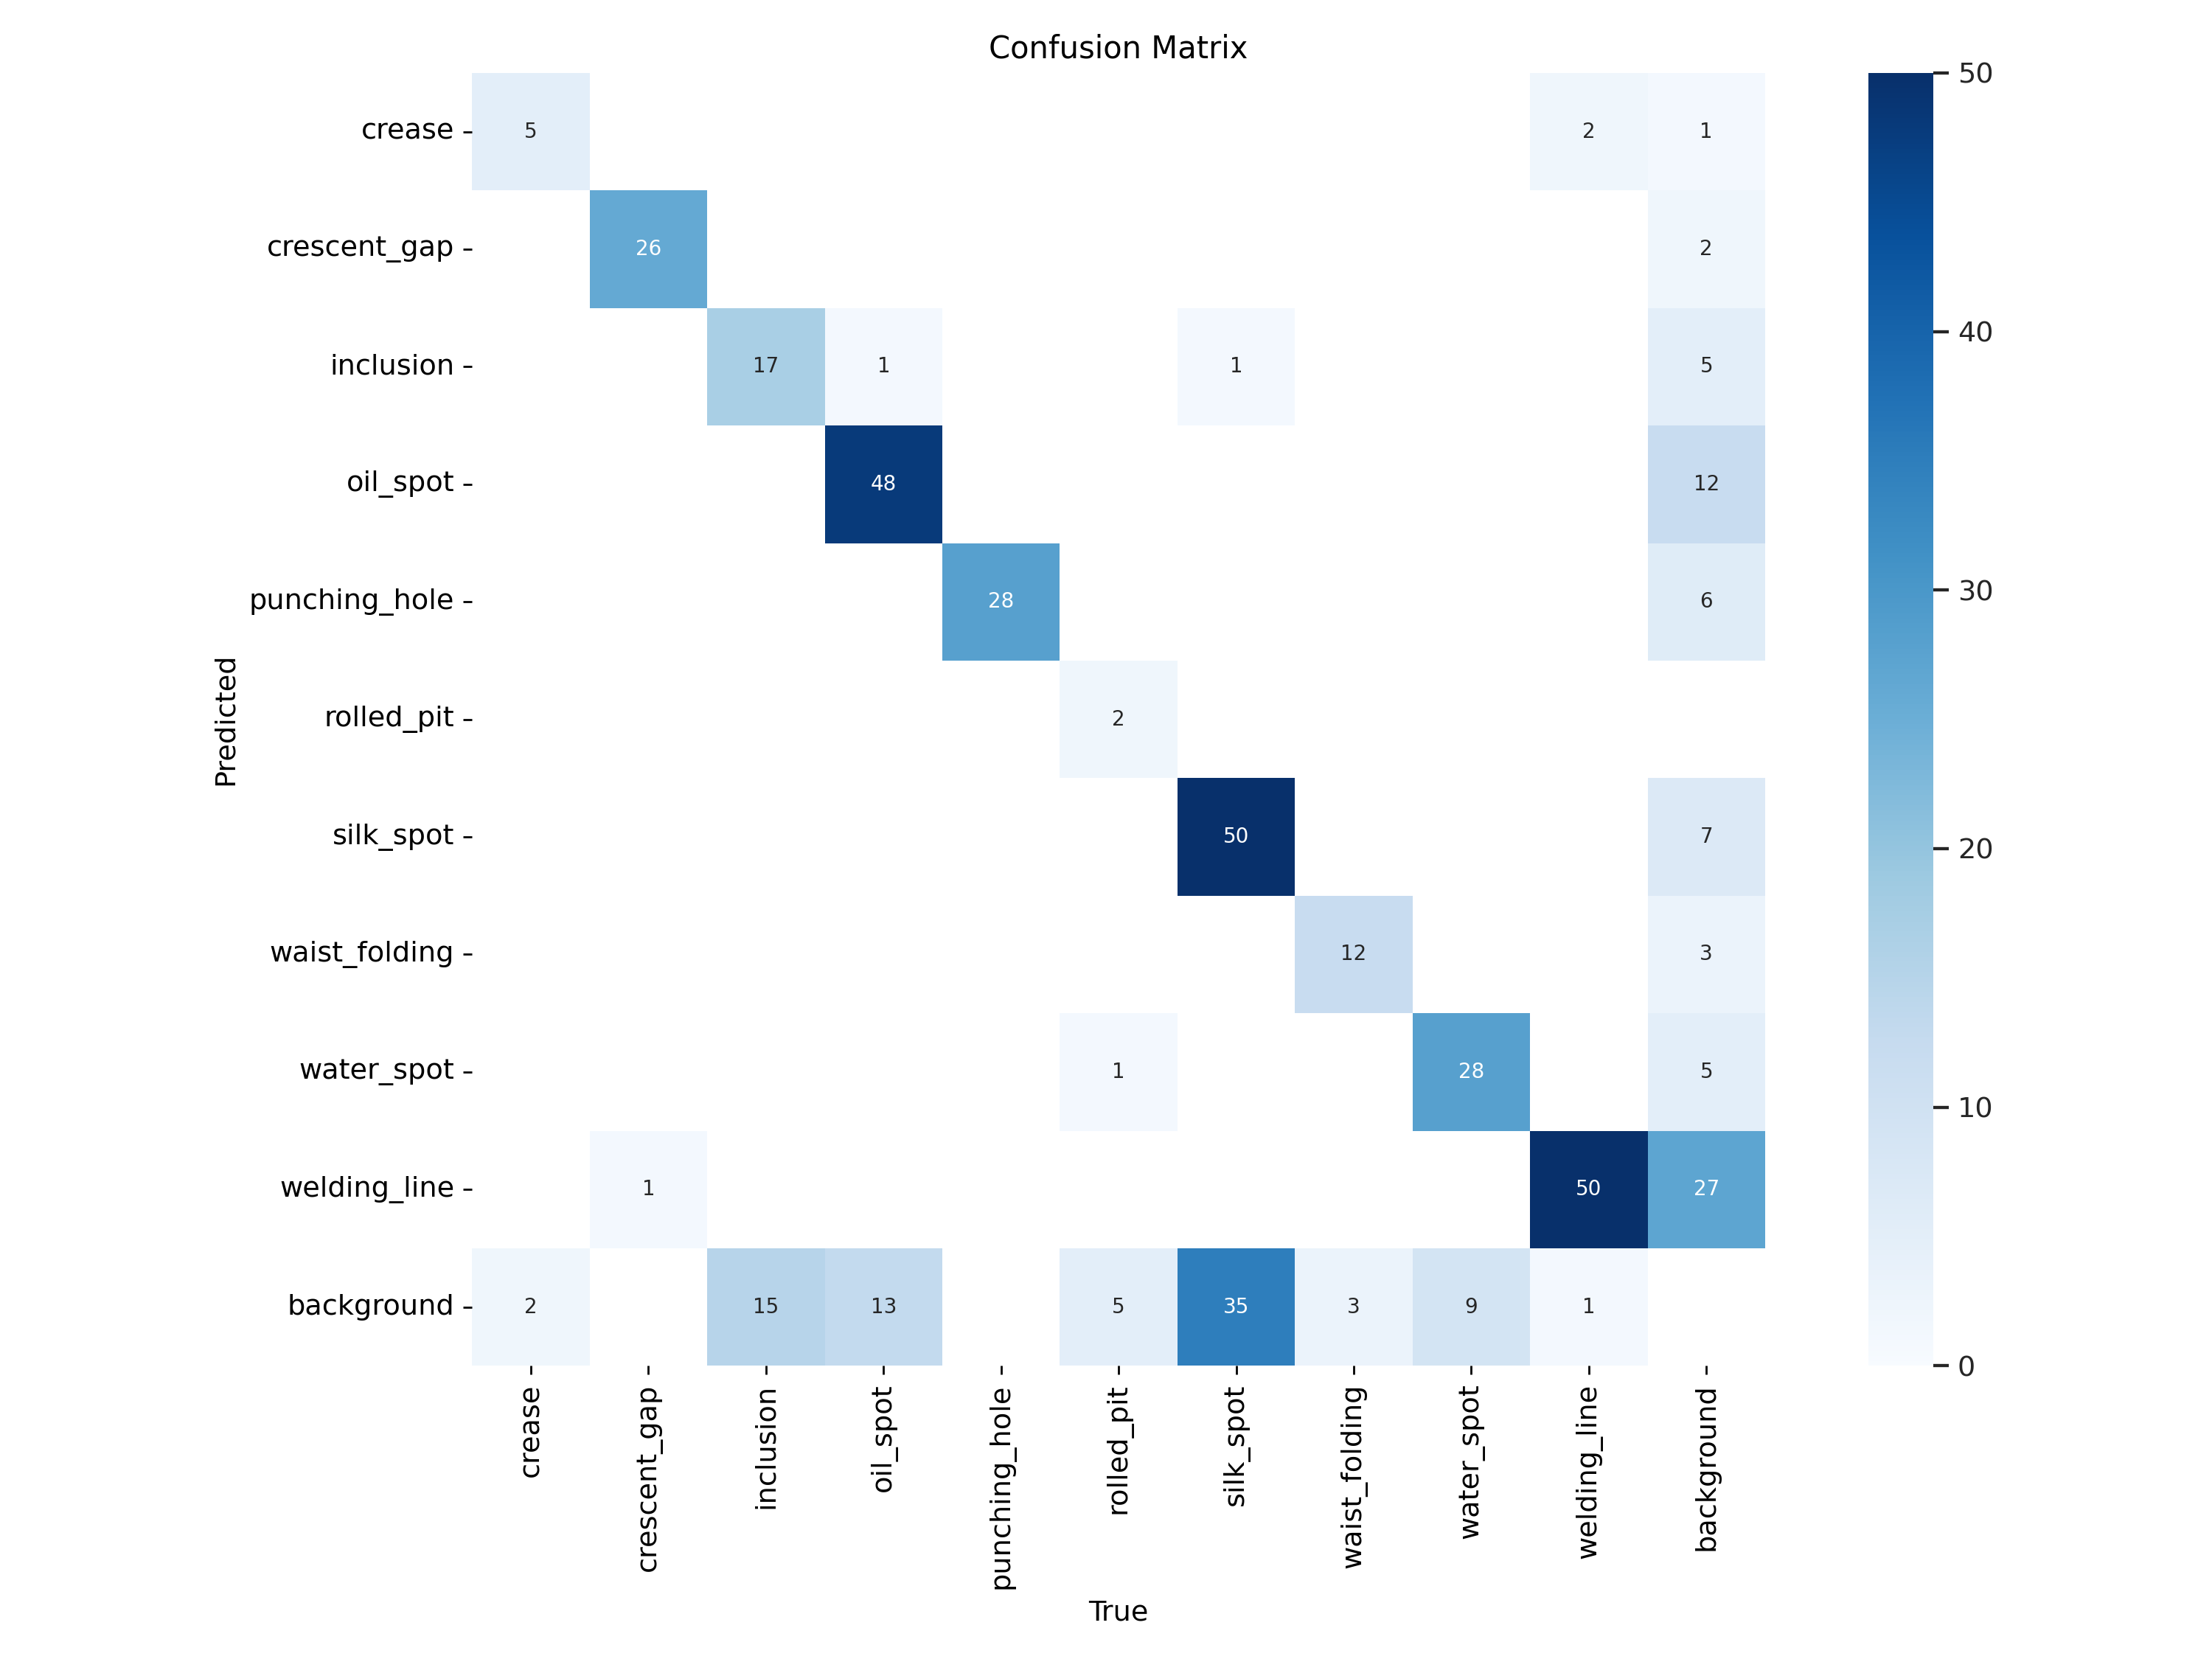 Confusion Matrix
crease 5 2 1
crescent_gap 26 2
inclusion 17 1 1 5
oil_spot 48 12
punching_hole 28 6
rolled_pit 2
silk_spot 50 7
waist_folding 12 3
water_spot 1 28 5
welding_line 1 50 27
background 2 15 13 5 35 3 9 1
Predicted
crease
crescent_gap
inclusion
oil_spot
punching_hole
rolled_pit
silk_spot
waist_folding
water_spot
welding_line
background
True
50
40
30
20
10
0